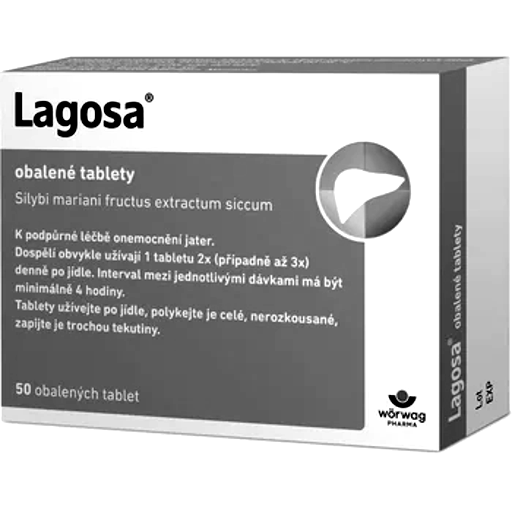 Lagosa®
obalené tablety
Silybi mariani fructus extractum siccum
K podpůrné léčbě onemocnění jater.
Dospělí obvykle užívají 1 tabletu 2x (případně až 3x)
denně po jídle. Interval mezi jednotlivými dávkami má být
minimálně 4 hodiny.
Tablety užívejte po jídle, polykejte je celé, nerozkousané,
zapijte je trochou tekutiny.
50 obalených tablet
wörwag
PHARMA
Lagosa® obalené tablety
Lot
EXP